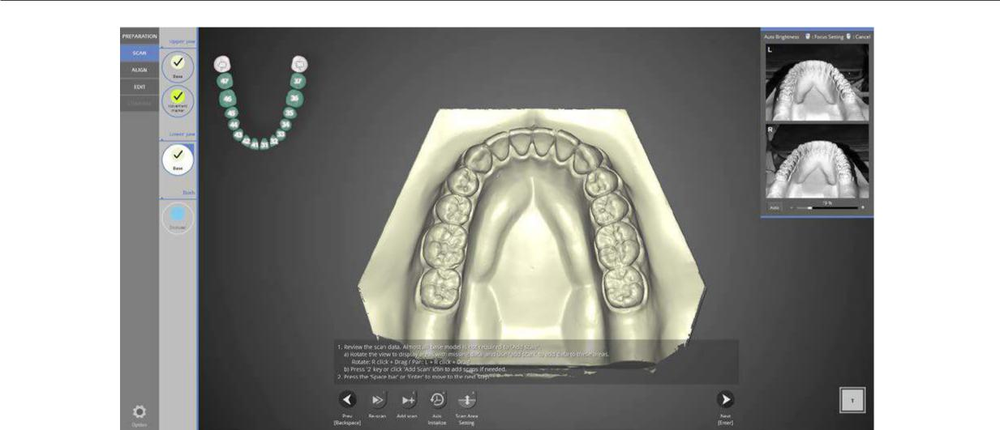 PREPARATION
SCAN
ALIGN
EDIT
Upper jaw
Base
Movement marker
Lower jaw
Base
Both
47
46
45
44
43
42
41
31
32
33
34
35
36
37
Auto Brightness : Focus Setting : Cancel
L
R
19 %
Auto - +
1. Review the scan data. Almost all base model is not required to "Add scan".
a) Rotate the view to display areas with missing data and use "add scan" to add data to these areas.
Rotate: R click + Drag / Pan: L + R click + Drag
b) Press '2' key or click 'Add Scan' icon to add scans if needed.
2. Press the 'Space bar' or 'Enter' to move to the next step.
Prev
[Backspace]
Re-scan
Add scan
Axis
Initialize
Scan Area
Setting
Next
[Enter]
T
Option